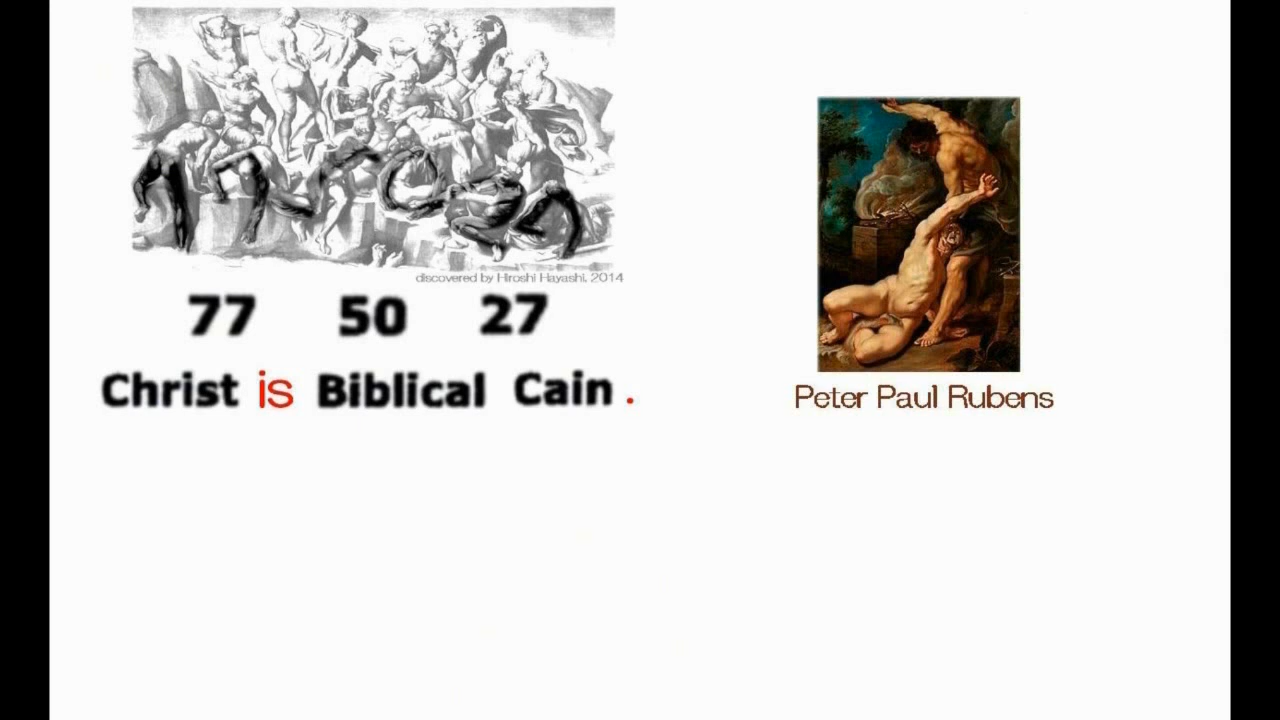 discovered by Hiroshi Hayashi, 2014
77 50 27
Christ is Biblical Cain .
Peter Paul Rubens